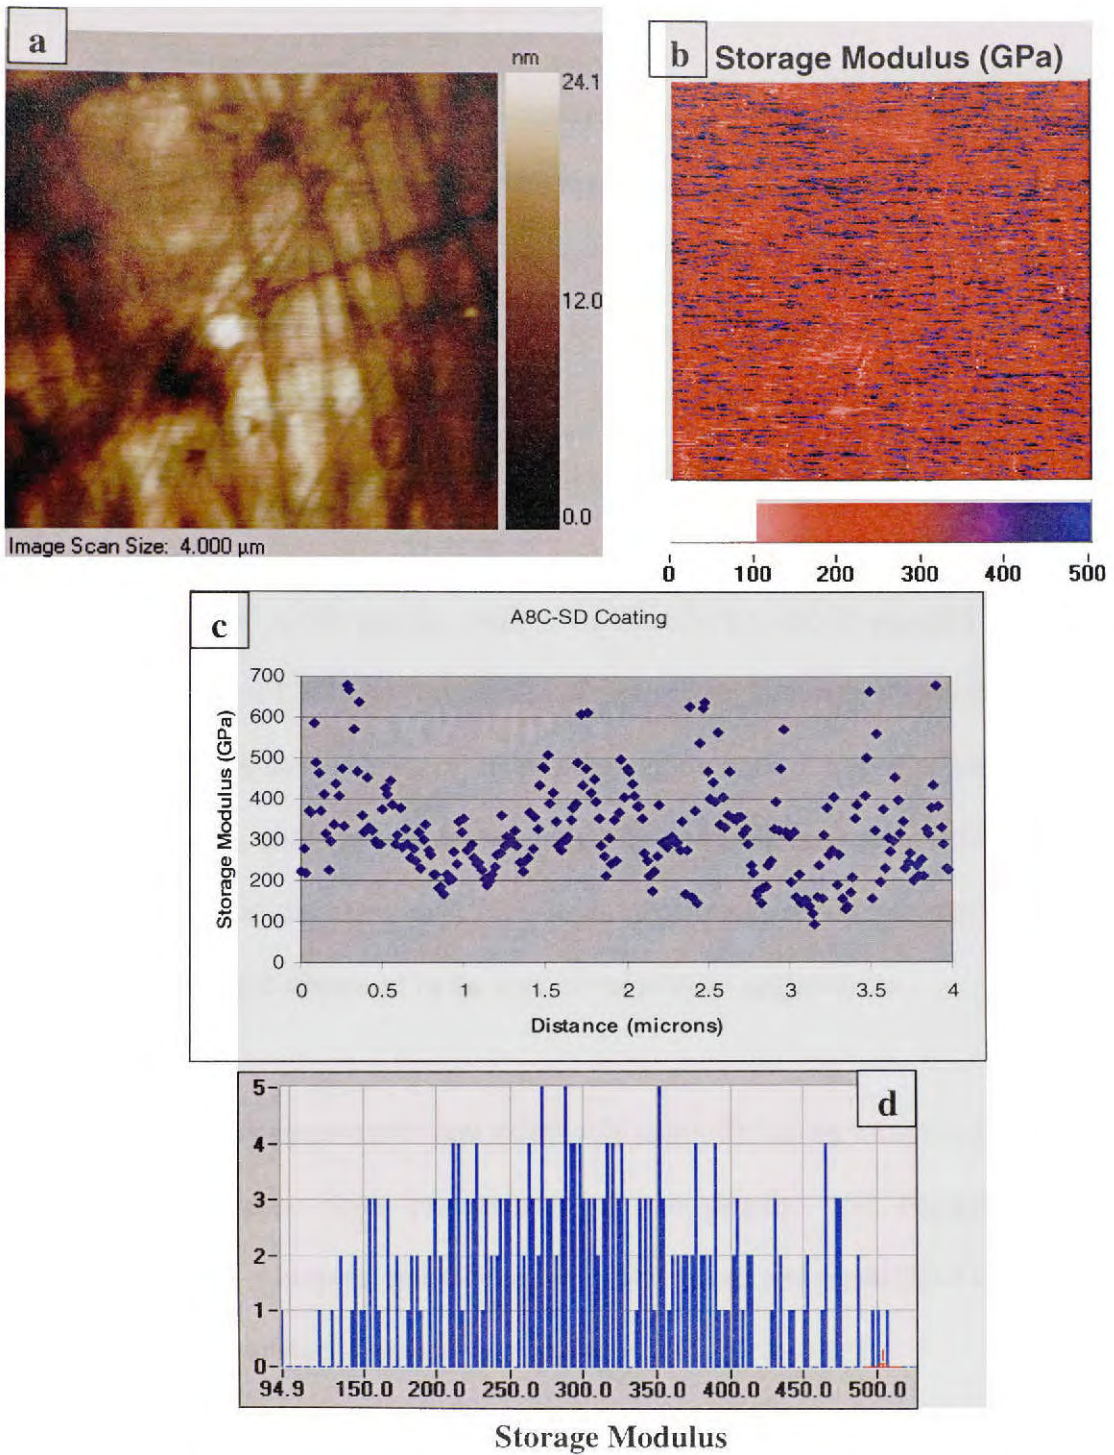 a
nm
24.1
12.0
0.0
Image Scan Size: 4.000 µm
b
Storage Modulus (GPa)
0 100 200 300 400 500
c
A8C-SD Coating
Storage Modulus (GPa)
700
600
500
400
300
200
100
0
0 0.5 1 1.5 2 2.5 3 3.5 4
Distance (microns)
d
5
4
3
2
1
0
94.9 150.0 200.0 250.0 300.0 350.0 400.0 450.0 500.0
Storage Modulus